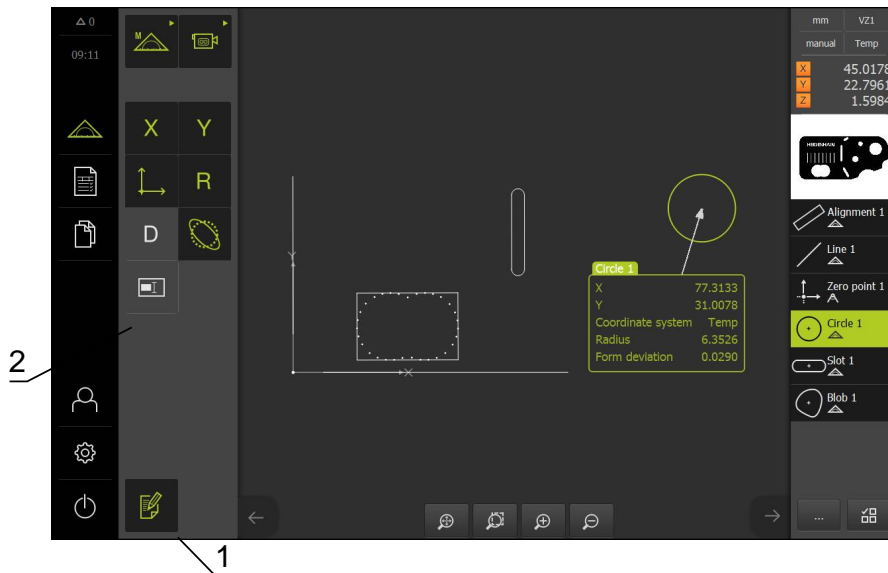 0
09:11
M
X
Y
R
D
Y
X
Circle 1
X 77.3133
Y 31.0078
Coordinate system Temp
Radius 6.3526
Form deviation 0.0290
mm VZ1
manual Temp
X 45.0178
Y 22.7961
Z 1.5984
HEIDENHAIN
Alignment 1
Line 1
Zero point 1
Circle 1
Slot 1
Blob 1
...
2
1